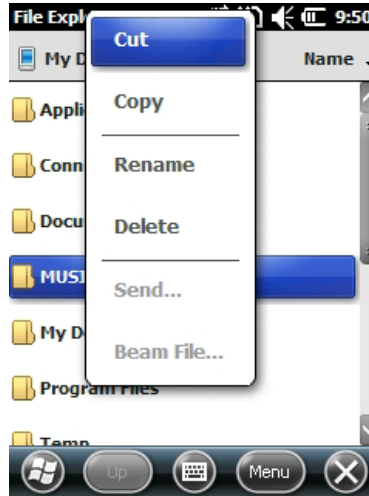 File Expl
9:50
Cut
My D
Name
Copy
Appli
Rename
Conn
Delete
Docu
Send...
MUSI
Beam File...
My D
Program Files
Temp
Up
Menu